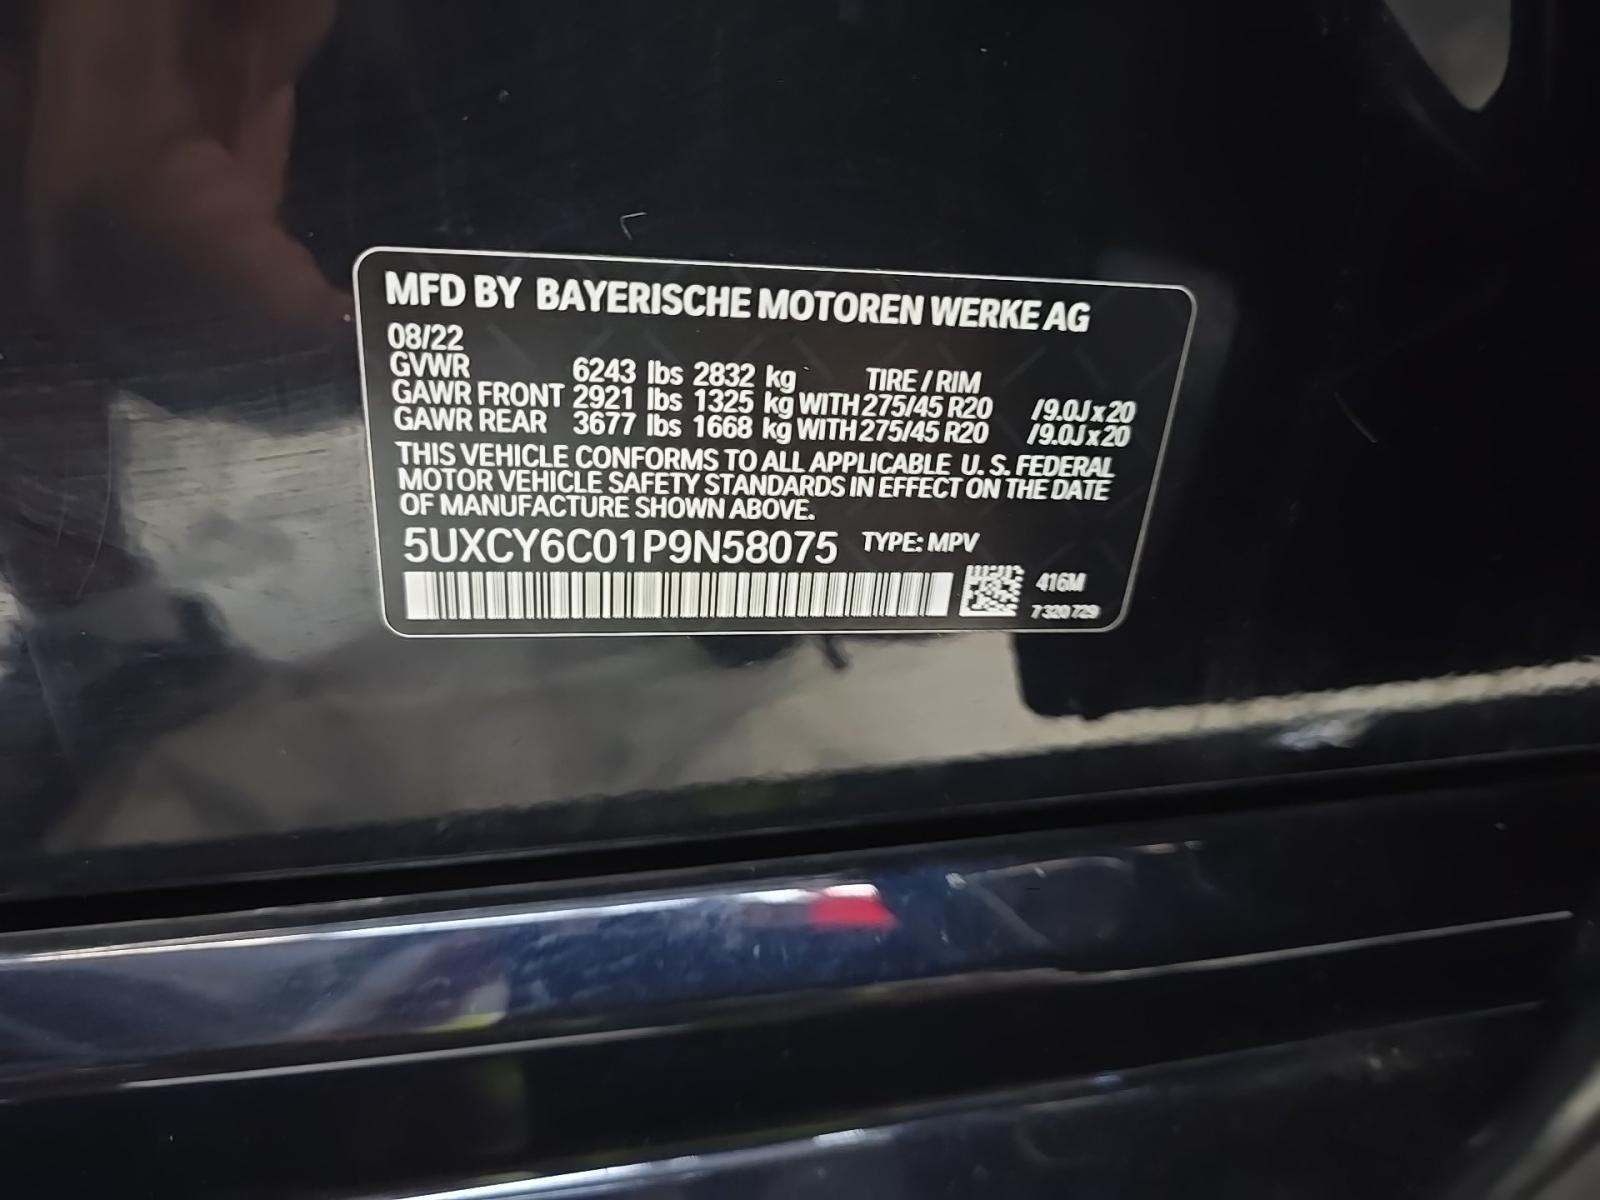 MFD BY BAYERISCHE MOTOREN WERKE AG
08/22
GVWR 6243 lbs 2832 kg TIRE / RIM
GAWR FRONT 2921 lbs 1325 kg WITH 275/45 R20 /9.0J x 20
GAWR REAR 3677 lbs 1668 kg WITH 275/45 R20 /9.0J x 20
THIS VEHICLE CONFORMS TO ALL APPLICABLE U. S. FEDERAL
MOTOR VEHICLE SAFETY STANDARDS IN EFFECT ON THE DATE
OF MANUFACTURE SHOWN ABOVE.
5UXCY6C01P9N58075 TYPE: MPV
416M
7320729